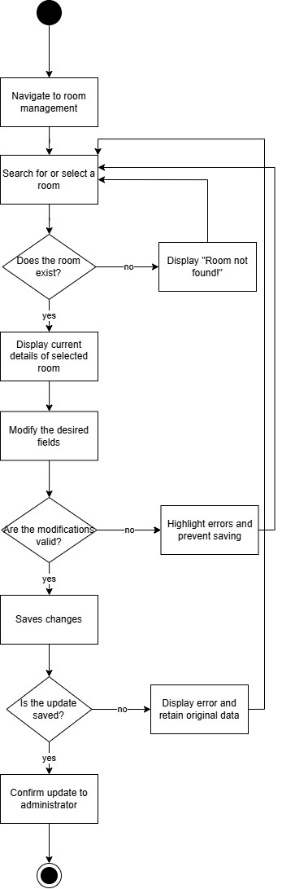 Navigate to room
management
Search for or select a
room
Does the room
exist?
no
Display "Room not
found!"
yes
Display current
details of selected
room
Modify the desired
fields
Are the modifications
valid?
no
Highlight errors and
prevent saving
yes
Saves changes
Is the update
saved?
no
Display error and
retain original data
yes
Confirm update to
administrator